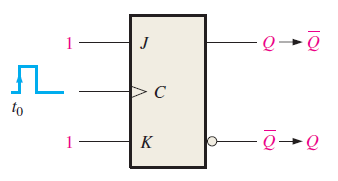 1 J Q → Q̅
C
t₀
1 K Q̅ → Q